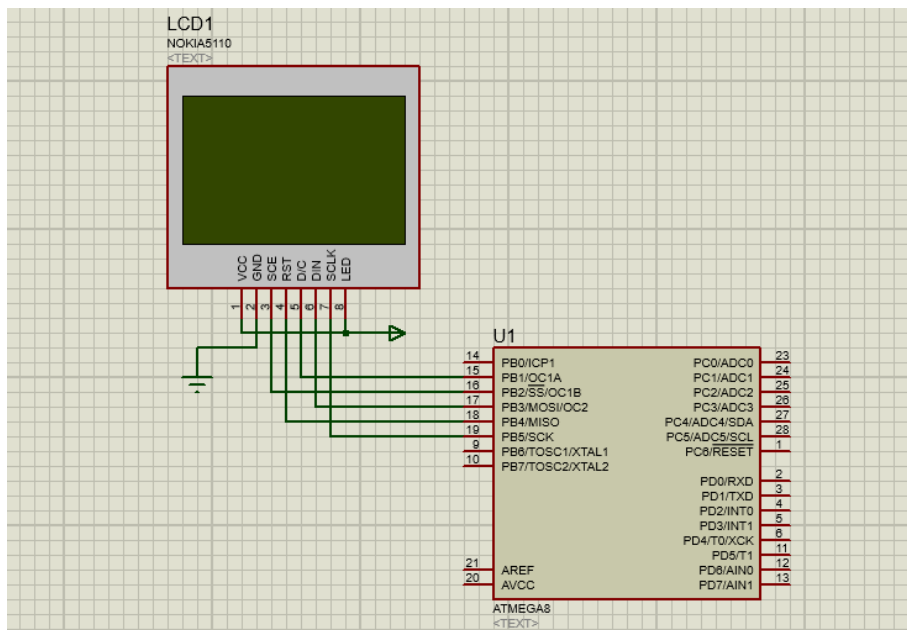 LCD1
NOKIA5110
<TEXT>
VCC
GND
SCE
RST
D/C
DIN
SCLK
LED
1
2
3
4
5
6
7
8
U1
14 PB0/ICP1 PC0/ADC0 23
15 PB1/OC1A PC1/ADC1 24
16 PB2/SS/OC1B PC2/ADC2 25
17 PB3/MOSI/OC2 PC3/ADC3 26
18 PB4/MISO PC4/ADC4/SDA 27
19 PB5/SCK PC5/ADC5/SCL 28
9 PB6/TOSC1/XTAL1 PC6/RESET 1
10 PB7/TOSC2/XTAL2
PD0/RXD 2
PD1/TXD 3
PD2/INT0 4
PD3/INT1 5
PD4/T0/XCK 6
PD5/T1 11
21 AREF PD6/AIN0 12
20 AVCC PD7/AIN1 13
ATMEGA8
<TEXT>